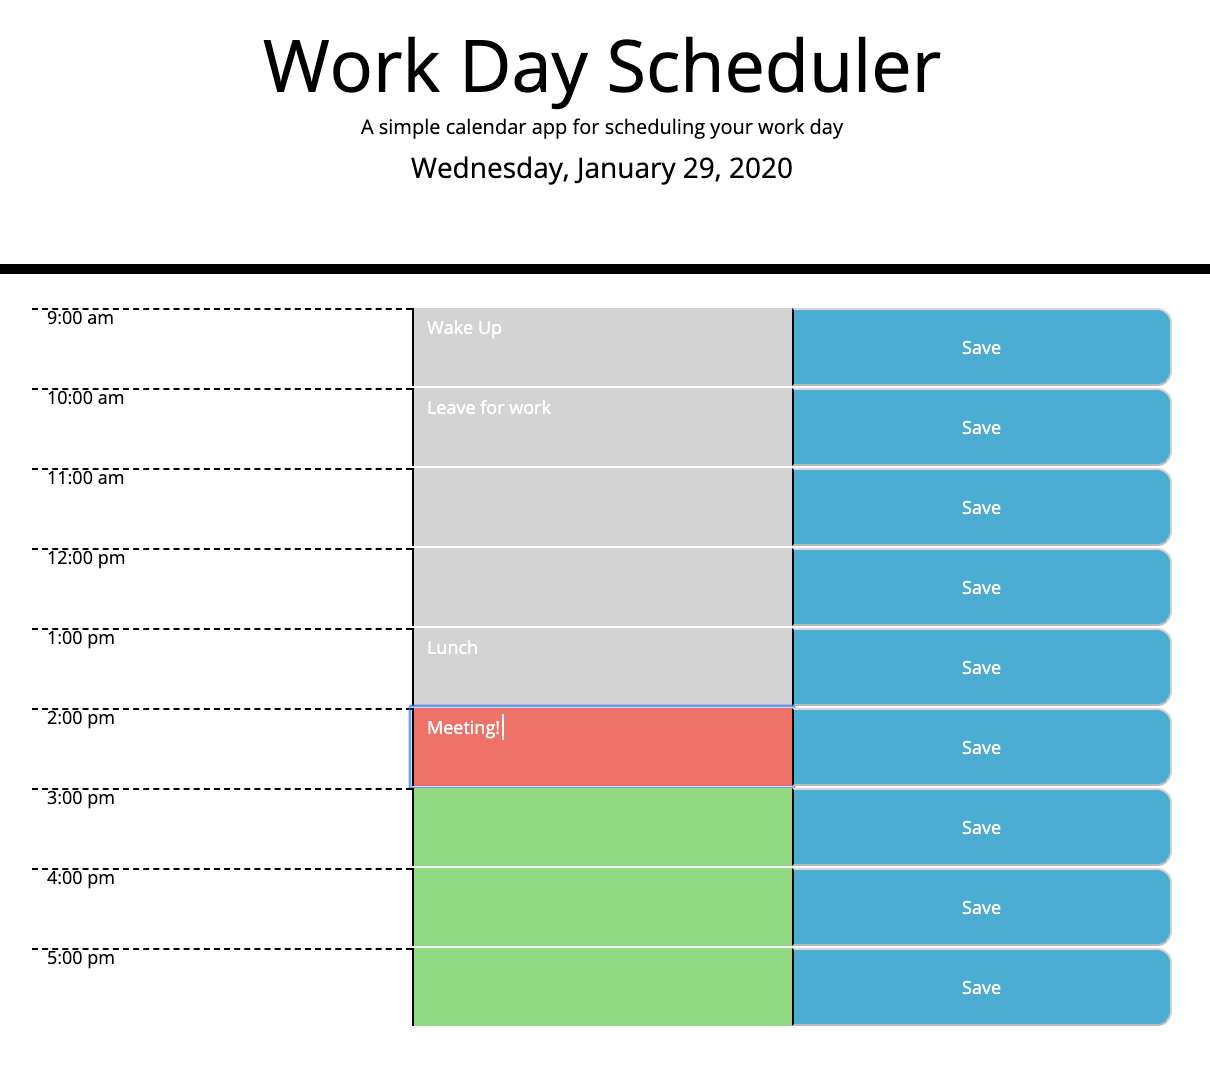 Work Day Scheduler
A simple calendar app for scheduling your work day
Wednesday, January 29, 2020
9:00 am Wake Up Save
10:00 am Leave for work Save
11:00 am Save
12:00 pm Save
1:00 pm Lunch Save
2:00 pm Meeting! Save
3:00 pm Save
4:00 pm Save
5:00 pm Save